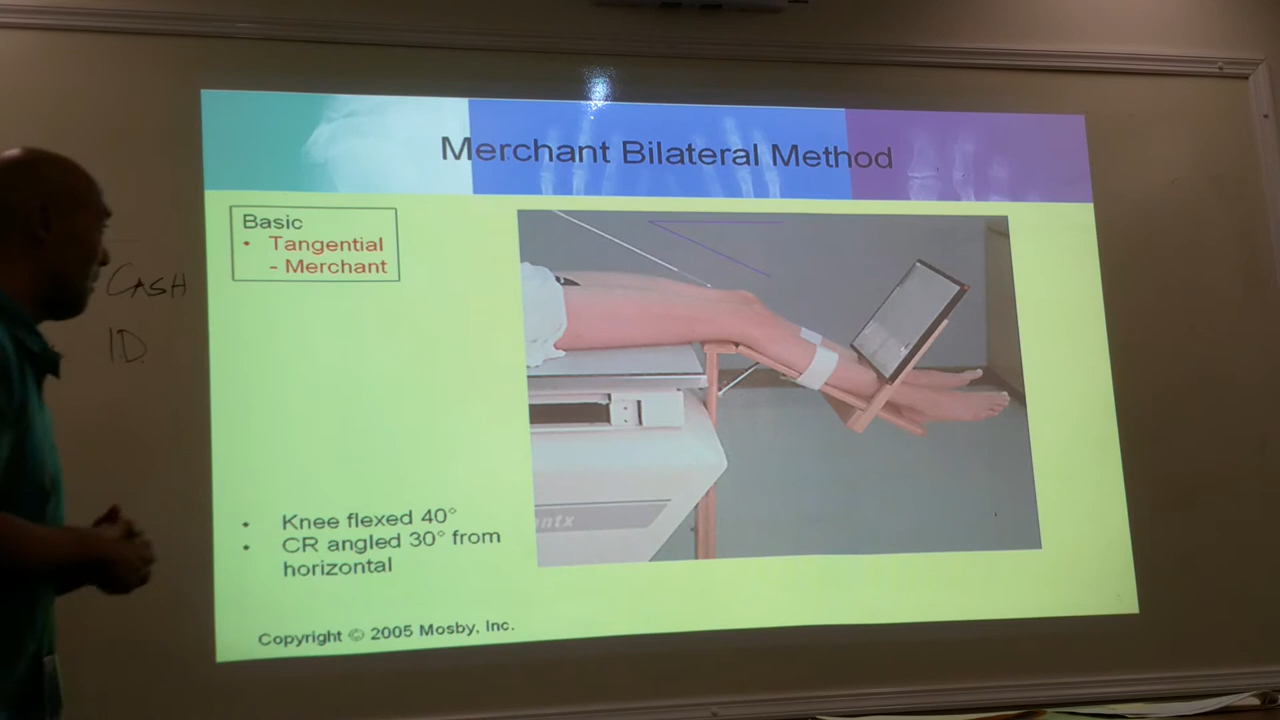 Merchant Bilateral Method
Basic
• Tangential
- Merchant
CASH
ID
• Knee flexed 40°
• CR angled 30° from
horizontal
Copyright © 2005 Mosby, Inc.